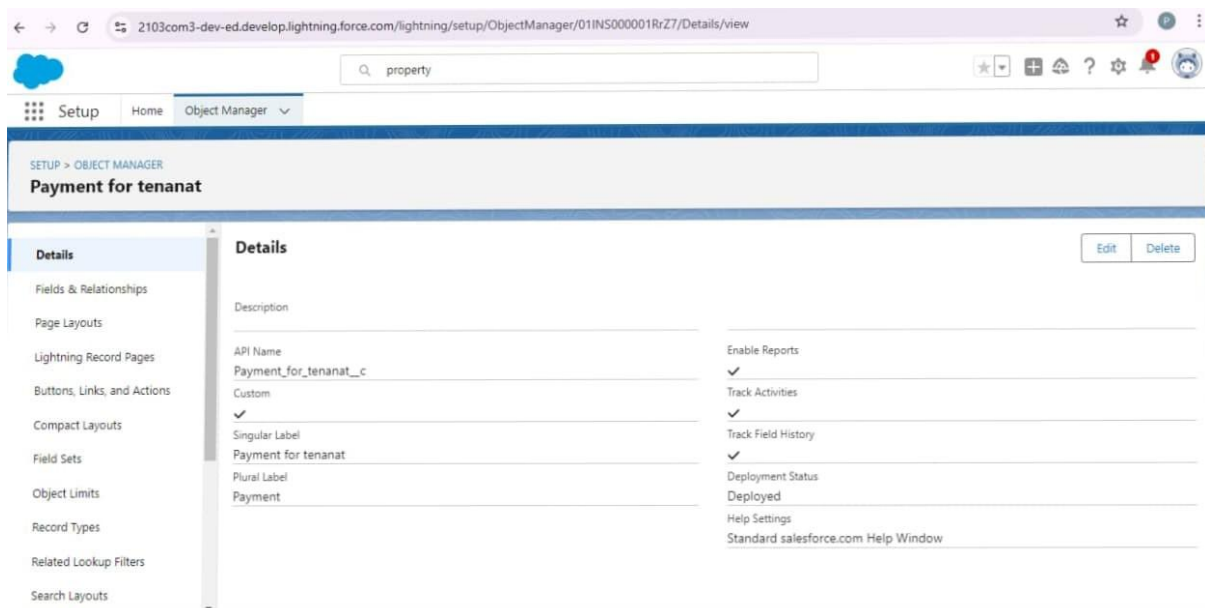 2103com3-dev-ed.develop.lightning.force.com/lightning/setup/ObjectManager/01INS000001RrZ7/Details/view
P
property
1
Setup Home Object Manager
SETUP > OBJECT MANAGER
Payment for tenanat
Details
Fields & Relationships
Page Layouts
Lightning Record Pages
Buttons, Links, and Actions
Compact Layouts
Field Sets
Object Limits
Record Types
Related Lookup Filters
Search Layouts
Details
Edit Delete
Description
API Name
Payment_for_tenanat__c
Custom
Singular Label
Payment for tenanat
Plural Label
Payment
Enable Reports
Track Activities
Track Field History
Deployment Status
Deployed
Help Settings
Standard salesforce.com Help Window